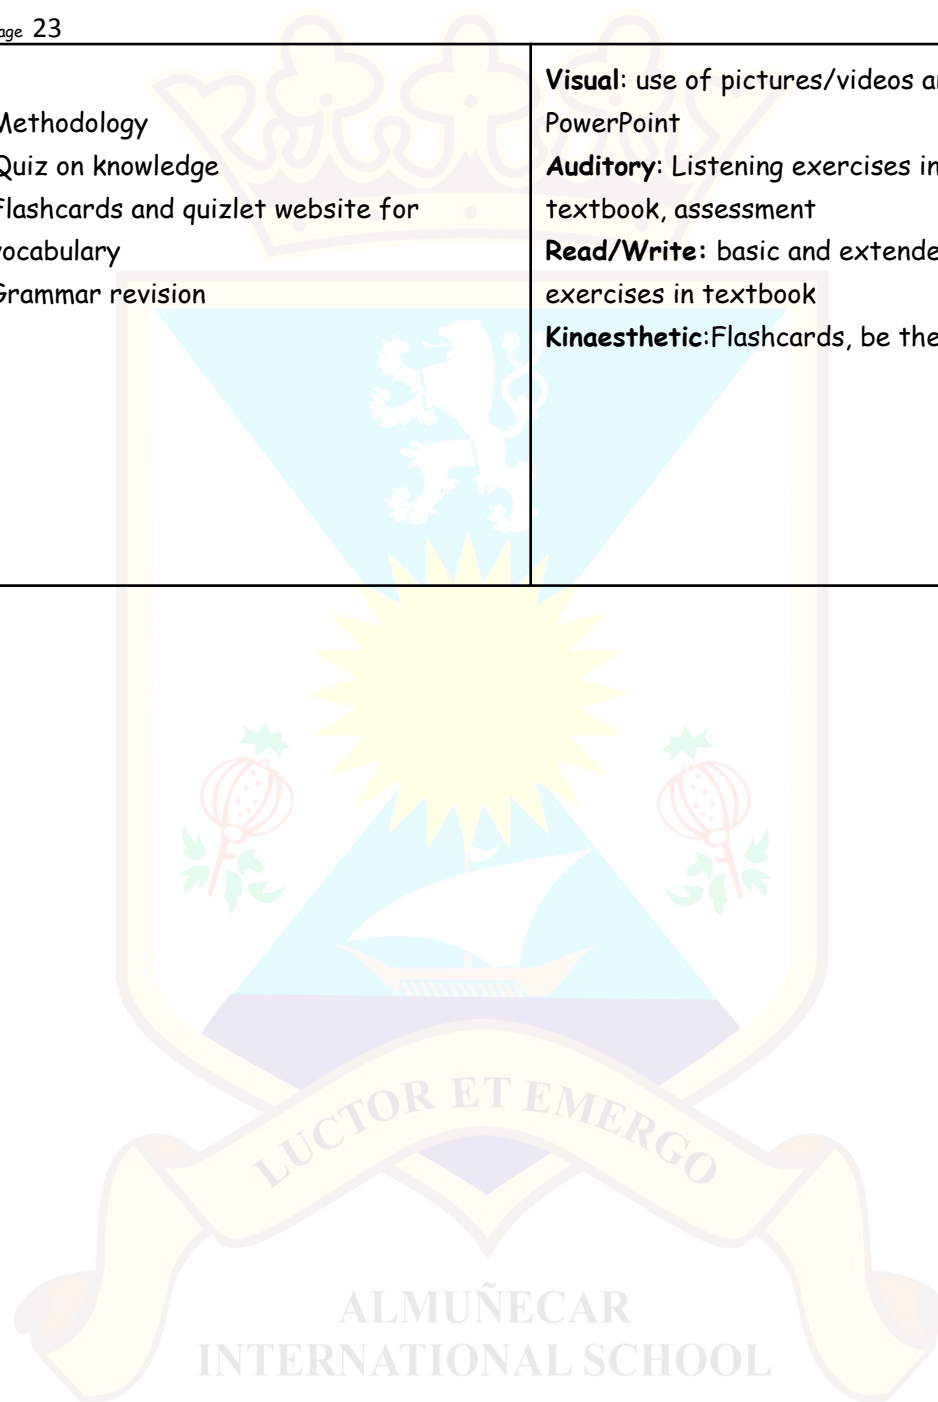 age 23
Methodology
Quiz on knowledge
Flashcards and quizlet website for
vocabulary
Grammar revision
Visual: use of pictures/videos
PowerPoint
Auditory: Listening exercises in
textbook, assessment
Read/Write: basic and extende
exercises in textbook
Kinaesthetic:Flashcards, be the
LUCTOR ET EMERGO
ALMUÑECAR
INTERNATIONAL SCHOOL